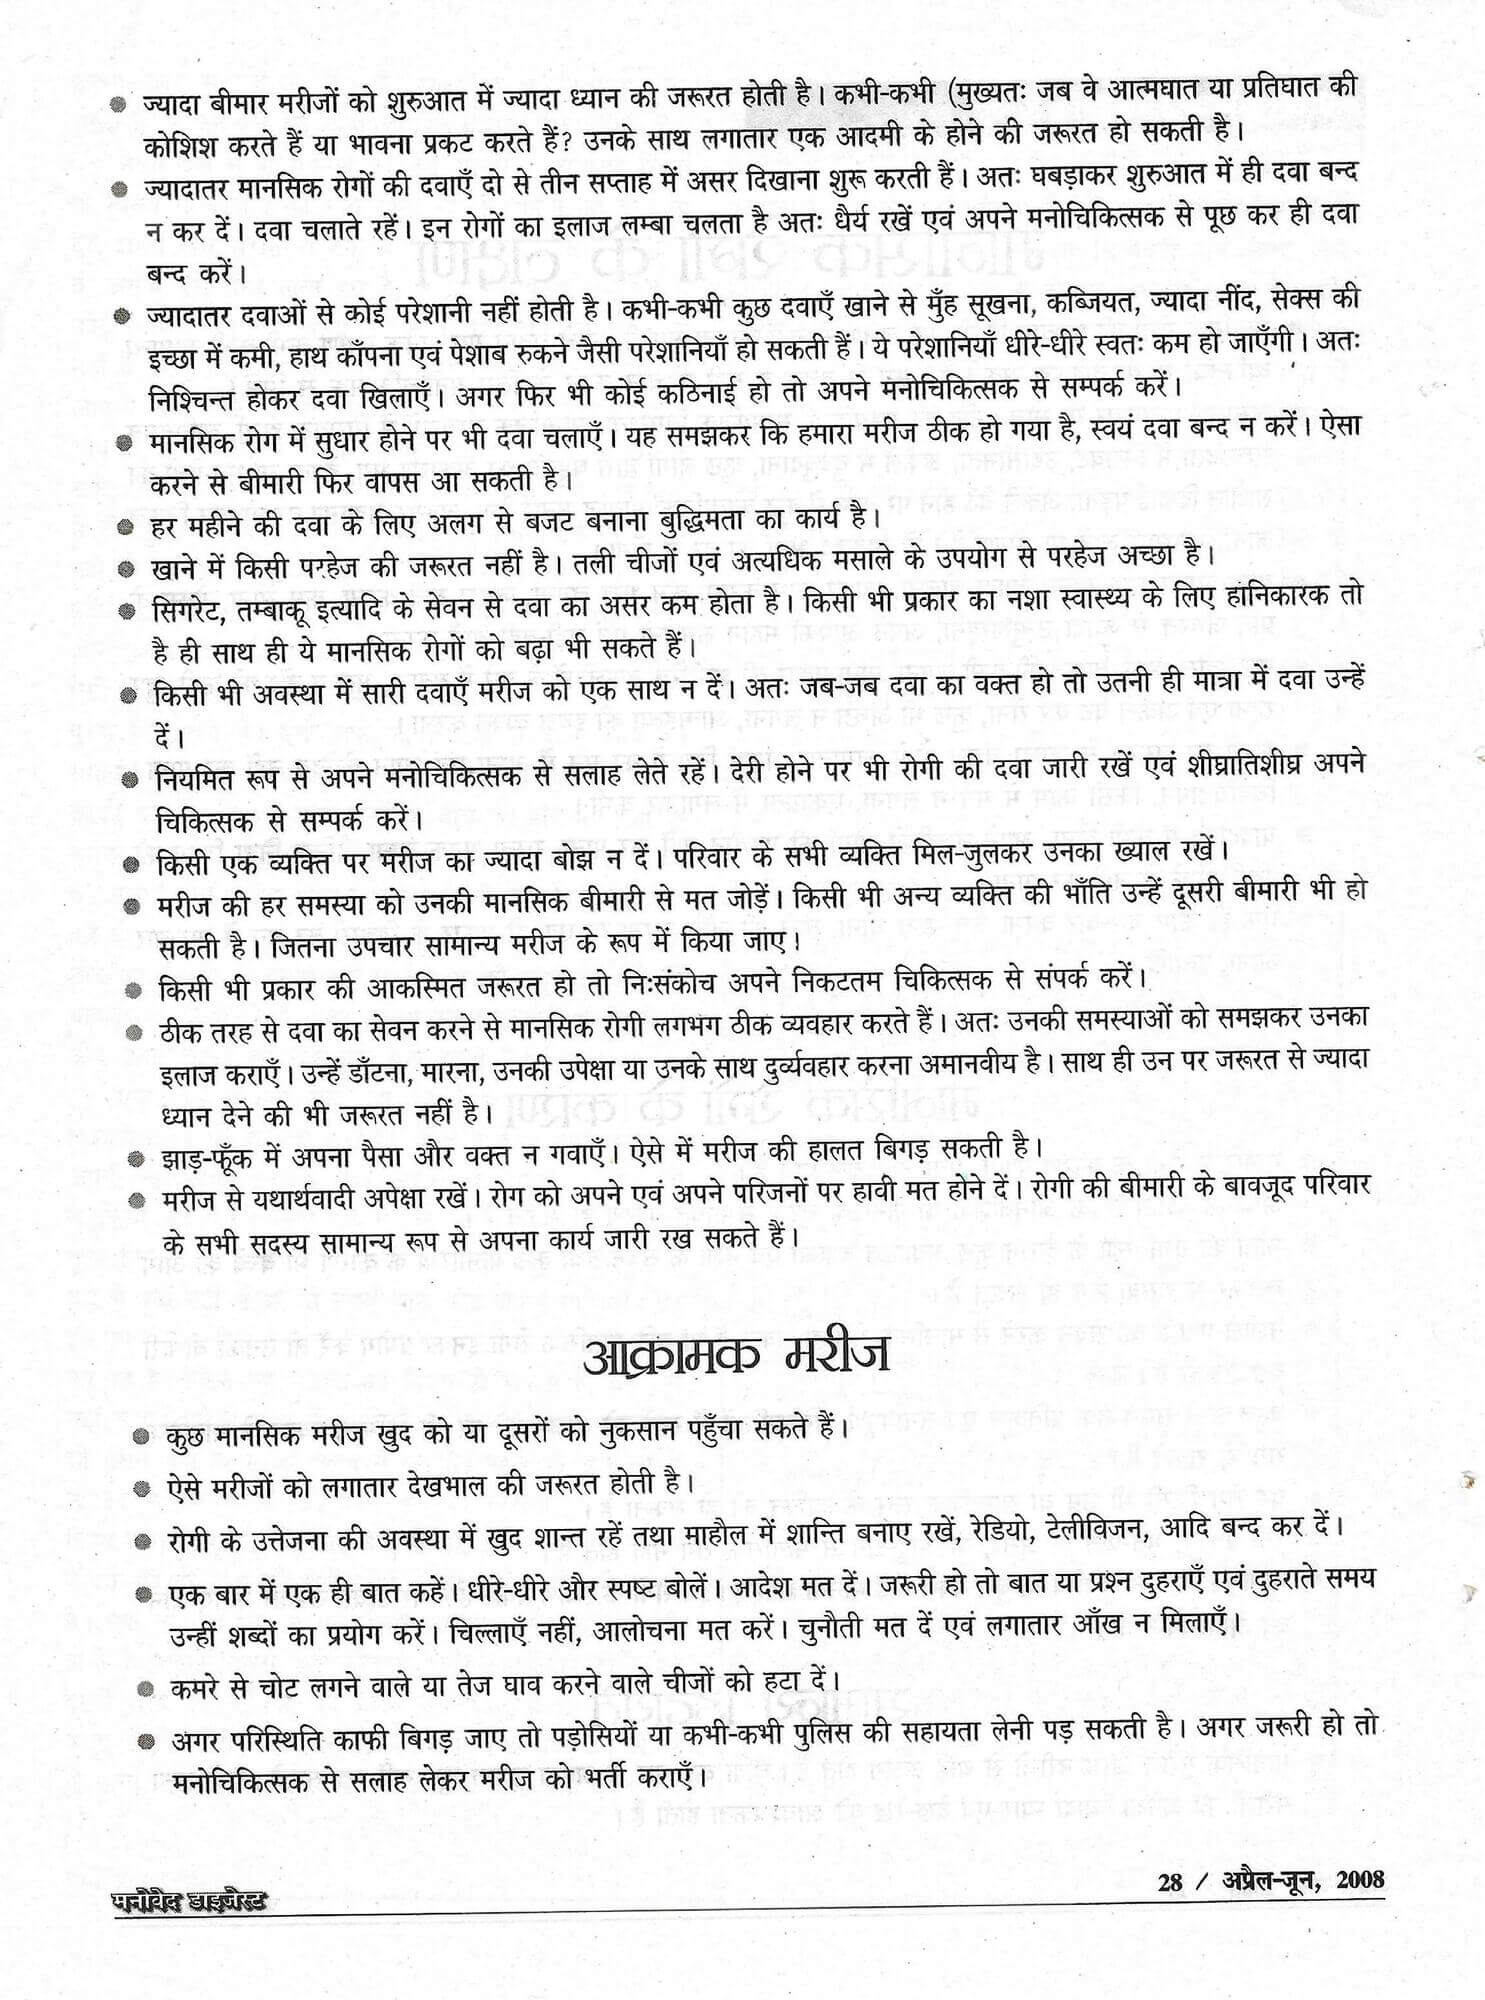 ज्यादा बीमार मरीजों को शुरुआत में ज्यादा ध्यान की जरूरत होती है। कभी-कभी (मुख्यतः जब वे आत्मघात या प्रतिघात की
कोशिश करते हैं या भावना प्रकट करते हैं? उनके साथ लगातार एक आदमी के होने की जरूरत हो सकती है।
ज्यादातर मानसिक रोगों की दवाएँ दो से तीन सप्ताह में असर दिखाना शुरू करती हैं। अतः घबड़ाकर शुरुआत में ही दवा बन्द
न कर दें। दवा चलाते रहें। इन रोगों का इलाज लम्बा चलता है अतः धैर्य रखें एवं अपने मनोचिकित्सक से पूछ कर ही दवा
बन्द करें।
ज्यादातर दवाओं से कोई परेशानी नहीं होती है। कभी-कभी कुछ दवाएँ खाने से मुँह सूखना, कब्जियत, ज्यादा नींद, सेक्स की
इच्छा में कमी, हाथ काँपना एवं पेशाब रुकने जैसी परेशानियाँ हो सकती हैं। ये परेशानियाँ धीरे-धीरे स्वतः कम हो जाएँगीं। अतः
निश्चिन्त होकर दवा खिलाएँ। अगर फिर भी कोई कठिनाई हो तो अपने मनोचिकित्सक से सम्पर्क करें।
मानसिक रोग में सुधार होने पर भी दवा चलाएँ। यह समझकर कि हमारा मरीज ठीक हो गया है, स्वयं दवा बन्द न करें। ऐसा
करने से बीमारी फिर वापस आ सकती है।
हर महीने की दवा के लिए अलग से बजट बनाना बुद्धिमता का कार्य है।
खाने में किसी परहेज की जरूरत नहीं है। तली चीजों एवं अत्यधिक मसाले के उपयोग से परहेज अच्छा है।
सिगरेट, तम्बाकू इत्यादि के सेवन से दवा का असर कम होता है। किसी भी प्रकार का नशा स्वास्थ्य के लिए हानिकारक तो
है ही साथ ही ये मानसिक रोगों को बढ़ा भी सकते हैं।
किसी भी अवस्था में सारी दवाएँ मरीज को एक साथ न दें। अतः जब-जब दवा का वक्त हो तो उतनी ही मात्रा में दवा उन्हें
दें।
नियमित रूप से अपने मनोचिकित्सक से सलाह लेते रहें। देरी होने पर भी रोगी की दवा जारी रखें एवं शीघ्रातिशीघ्र अपने
चिकित्सक से सम्पर्क करें।
किसी एक व्यक्ति पर मरीज का ज्यादा बोझ न दें। परिवार के सभी व्यक्ति मिल-जुलकर उनका ख्याल रखें।
मरीज की हर समस्या को उनकी मानसिक बीमारी से मत जोड़ें। किसी भी अन्य व्यक्ति की भाँति उन्हें दूसरी बीमारी भी हो
सकती है। जितना उपचार सामान्य मरीज के रूप में किया जाए।
किसी भी प्रकार की आकस्मित जरूरत हो तो निःसंकोच अपने निकटतम चिकित्सक से संपर्क करें।
ठीक तरह से दवा का सेवन करने से मानसिक रोगी लगभग ठीक व्यवहार करते हैं। अतः उनकी समस्याओं को समझकर उनका
इलाज कराएँ। उन्हें डाँटना, मारना, उनकी उपेक्षा या उनके साथ दुर्व्यवहार करना अमानवीय है। साथ ही उन पर जरूरत से ज्यादा
ध्यान देने की भी जरूरत नहीं है।
झाड़-फूँक में अपना पैसा और वक्त न गवाएँ। ऐसे में मरीज की हालत बिगड़ सकती है।
मरीज से यथार्थवादी अपेक्षा रखें। रोग को अपने एवं अपने परिजनों पर हावी मत होने दें। रोगी की बीमारी के बावजूद परिवार
के सभी सदस्य सामान्य रूप से अपना कार्य जारी रख सकते हैं।
आक्रामक मरीज
कुछ मानसिक मरीज खुद को या दूसरों को नुकसान पहुँचा सकते हैं।
ऐसे मरीजों को लगातार देखभाल की जरूरत होती है।
रोगी के उत्तेजना की अवस्था में खुद शान्त रहें तथा माहौल में शान्ति बनाए रखें, रेडियो, टेलीविजन, आदि बन्द कर दें।
एक बार में एक ही बात कहें। धीरे-धीरे और स्पष्ट बोलें। आदेश मत दें। जरूरी हो तो बात या प्रश्न दुहराएँ एवं दुहराते समय
उन्हीं शब्दों का प्रयोग करें। चिल्लाएँ नहीं, आलोचना मत करें। चुनौती मत दें एवं लगातार आँख न मिलाएँ।
कमरे से चोट लगने वाले या तेज घाव करने वाले चीजों को हटा दें।
अगर परिस्थिति काफी बिगड़ जाए तो पड़ोसियों या कभी-कभी पुलिस की सहायता लेनी पड़ सकती है। अगर जरूरी हो तो
मनोचिकित्सक से सलाह लेकर मरीज को भर्ती कराएँ।
मनोवेद डाइजेस्ट
28 / अप्रैल-जून, 2008